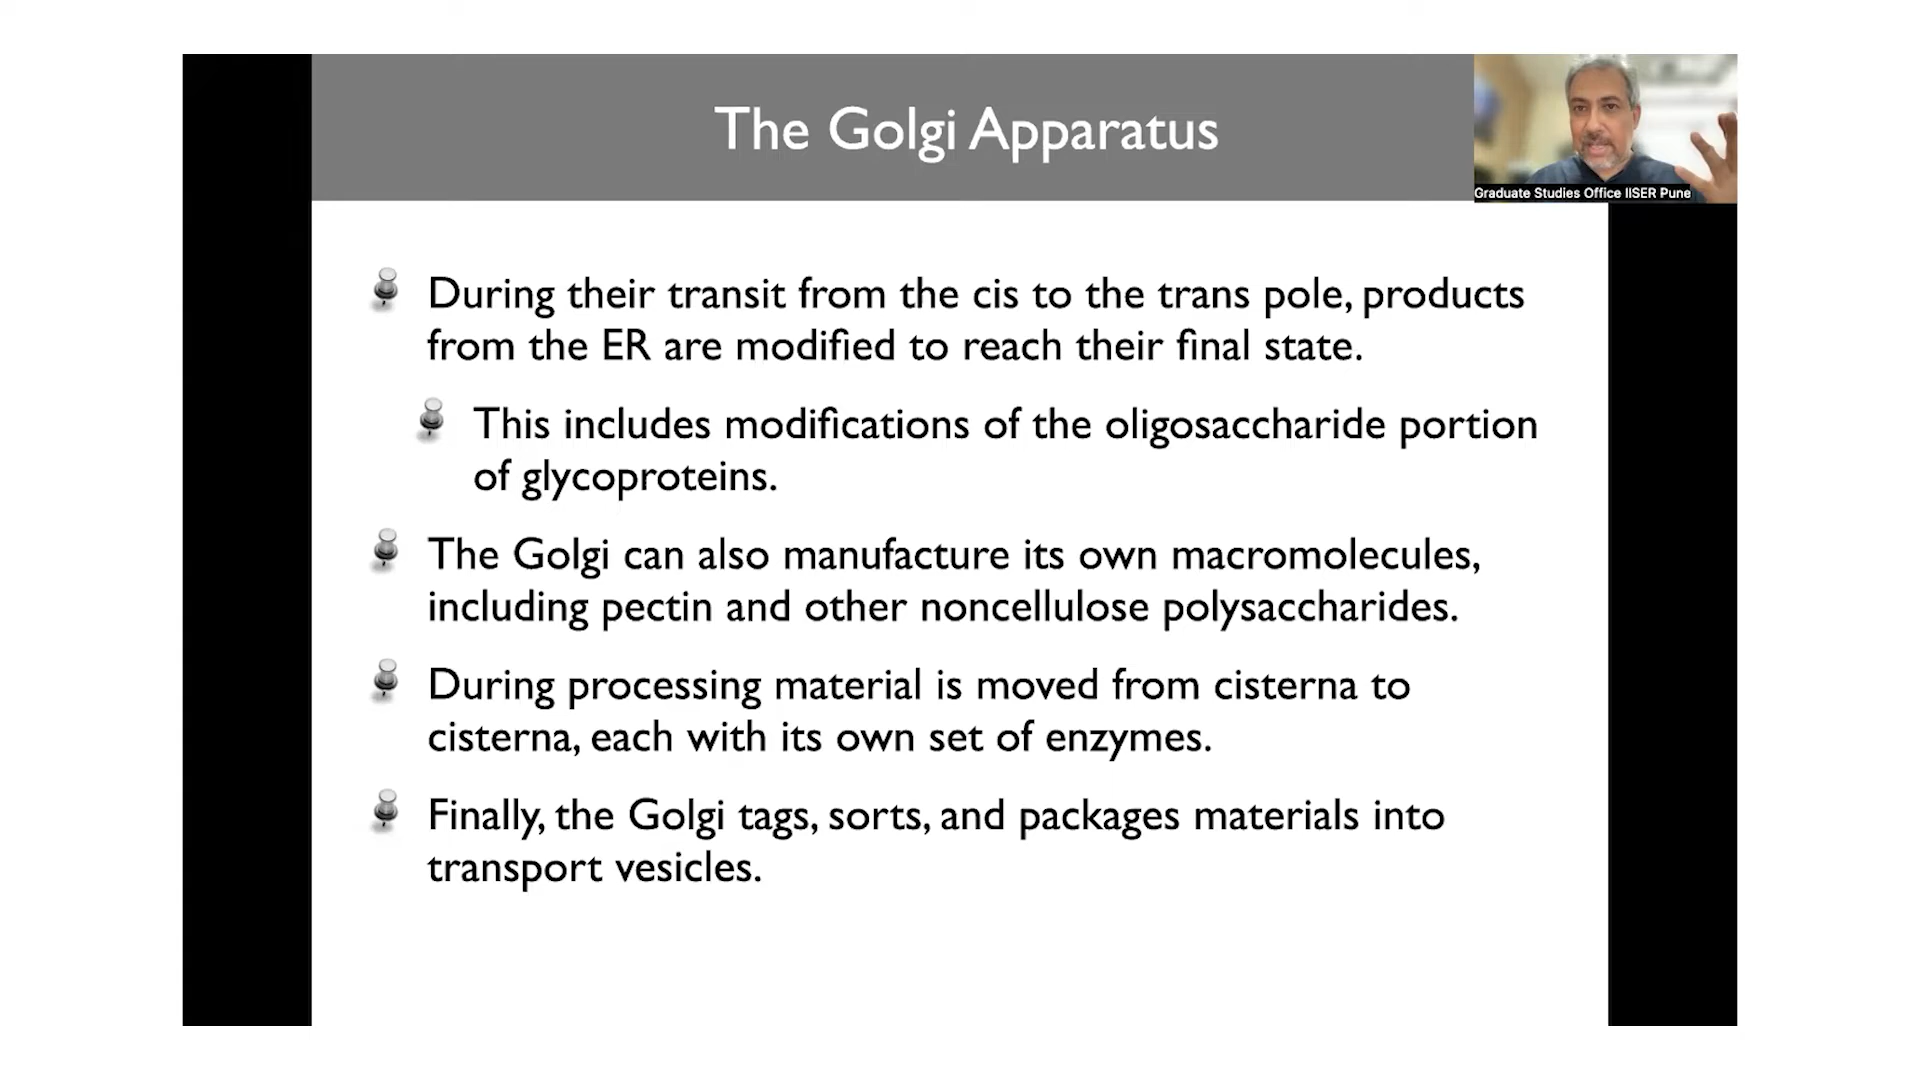 The Golgi Apparatus
Graduate Studies Office IISER Pune
During their transit from the cis to the trans pole, products
from the ER are modified to reach their final state.
This includes modifications of the oligosaccharide portion
of glycoproteins.
The Golgi can also manufacture its own macromolecules,
including pectin and other noncellulose polysaccharides.
During processing material is moved from cisterna to
cisterna, each with its own set of enzymes.
Finally, the Golgi tags, sorts, and packages materials into
transport vesicles.